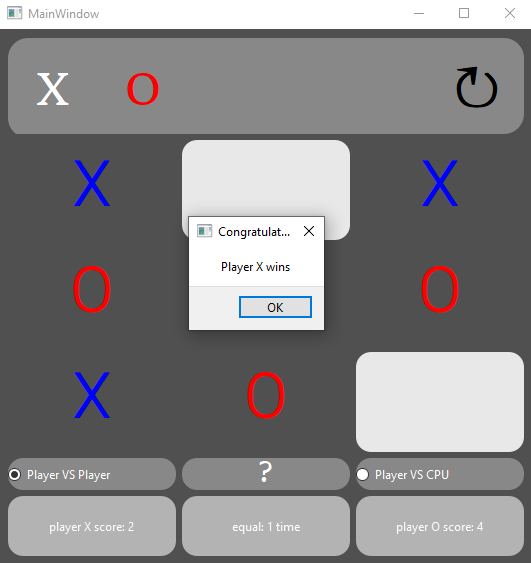 MainWindow
X O ↻
X X
Congratulat...
Player X wins
OK
O O
X O
Player VS Player ? Player VS CPU
player X score: 2 equal: 1 time player O score: 4